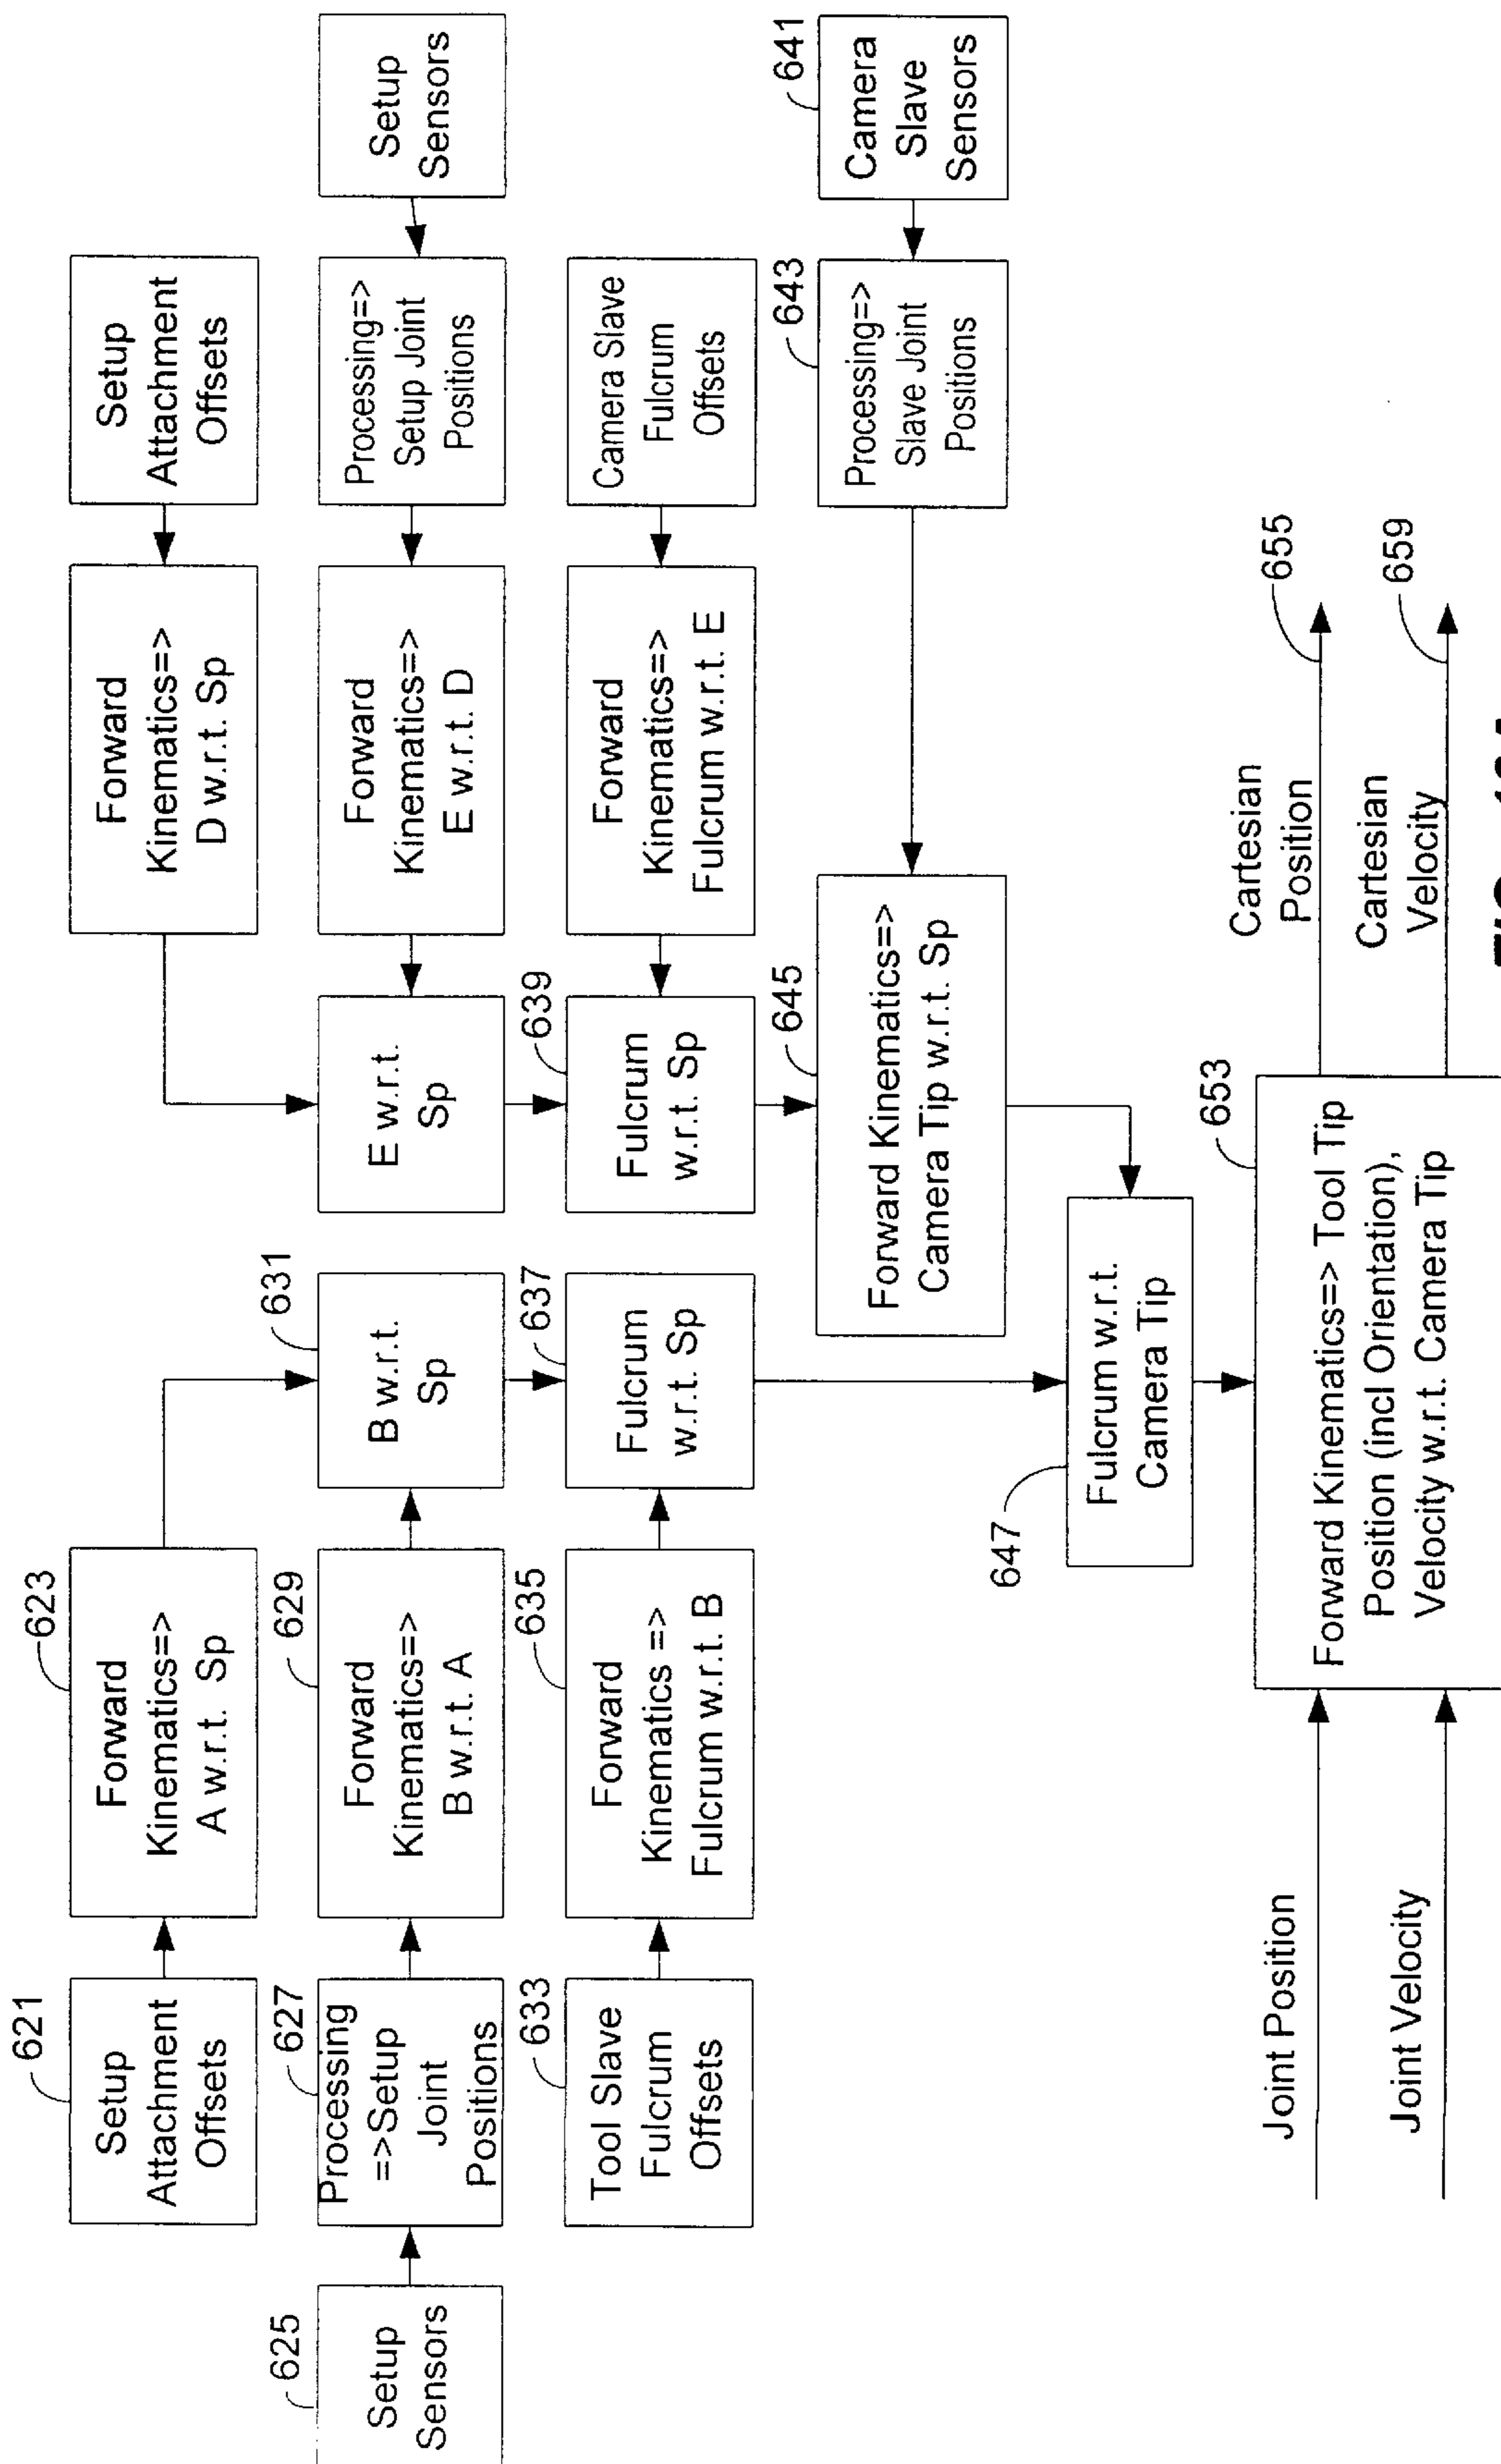 621
Setup
Attachment
Offsets
623
Forward
Kinematics=>
A w.r.t. Sp
Forward
Kinematics=>
D w.r.t. Sp
Setup
Attachment
Offsets
625
Setup
Sensors
627
Processing
=>Setup
Joint
Positions
629
Forward
Kinematics=>
B w.r.t. A
631
B w.r.t.
Sp
E w.r.t.
Sp
Forward
Kinematics=>
E w.r.t. D
Processing=>
Setup Joint
Positions
Setup
Sensors
633
Tool Slave
Fulcrum
Offsets
635
Forward
Kinematics =>
Fulcrum w.r.t. B
637
Fulcrum
w.r.t. Sp
639
Fulcrum
w.r.t. Sp
Forward
Kinematics=>
Fulcrum w.r.t. E
Camera Slave
Fulcrum
Offsets
645
Forward Kinematics=>
Camera Tip w.r.t. Sp
643
Processing=>
Slave Joint
Positions
641
Camera
Slave
Sensors
647
Fulcrum w.r.t.
Camera Tip
Joint Position
Joint Velocity
653
Forward Kinematics=> Tool Tip
Position (incl Orientation),
Velocity w.r.t. Camera Tip
Cartesian
Position
655
Cartesian
Velocity
659
FIG.